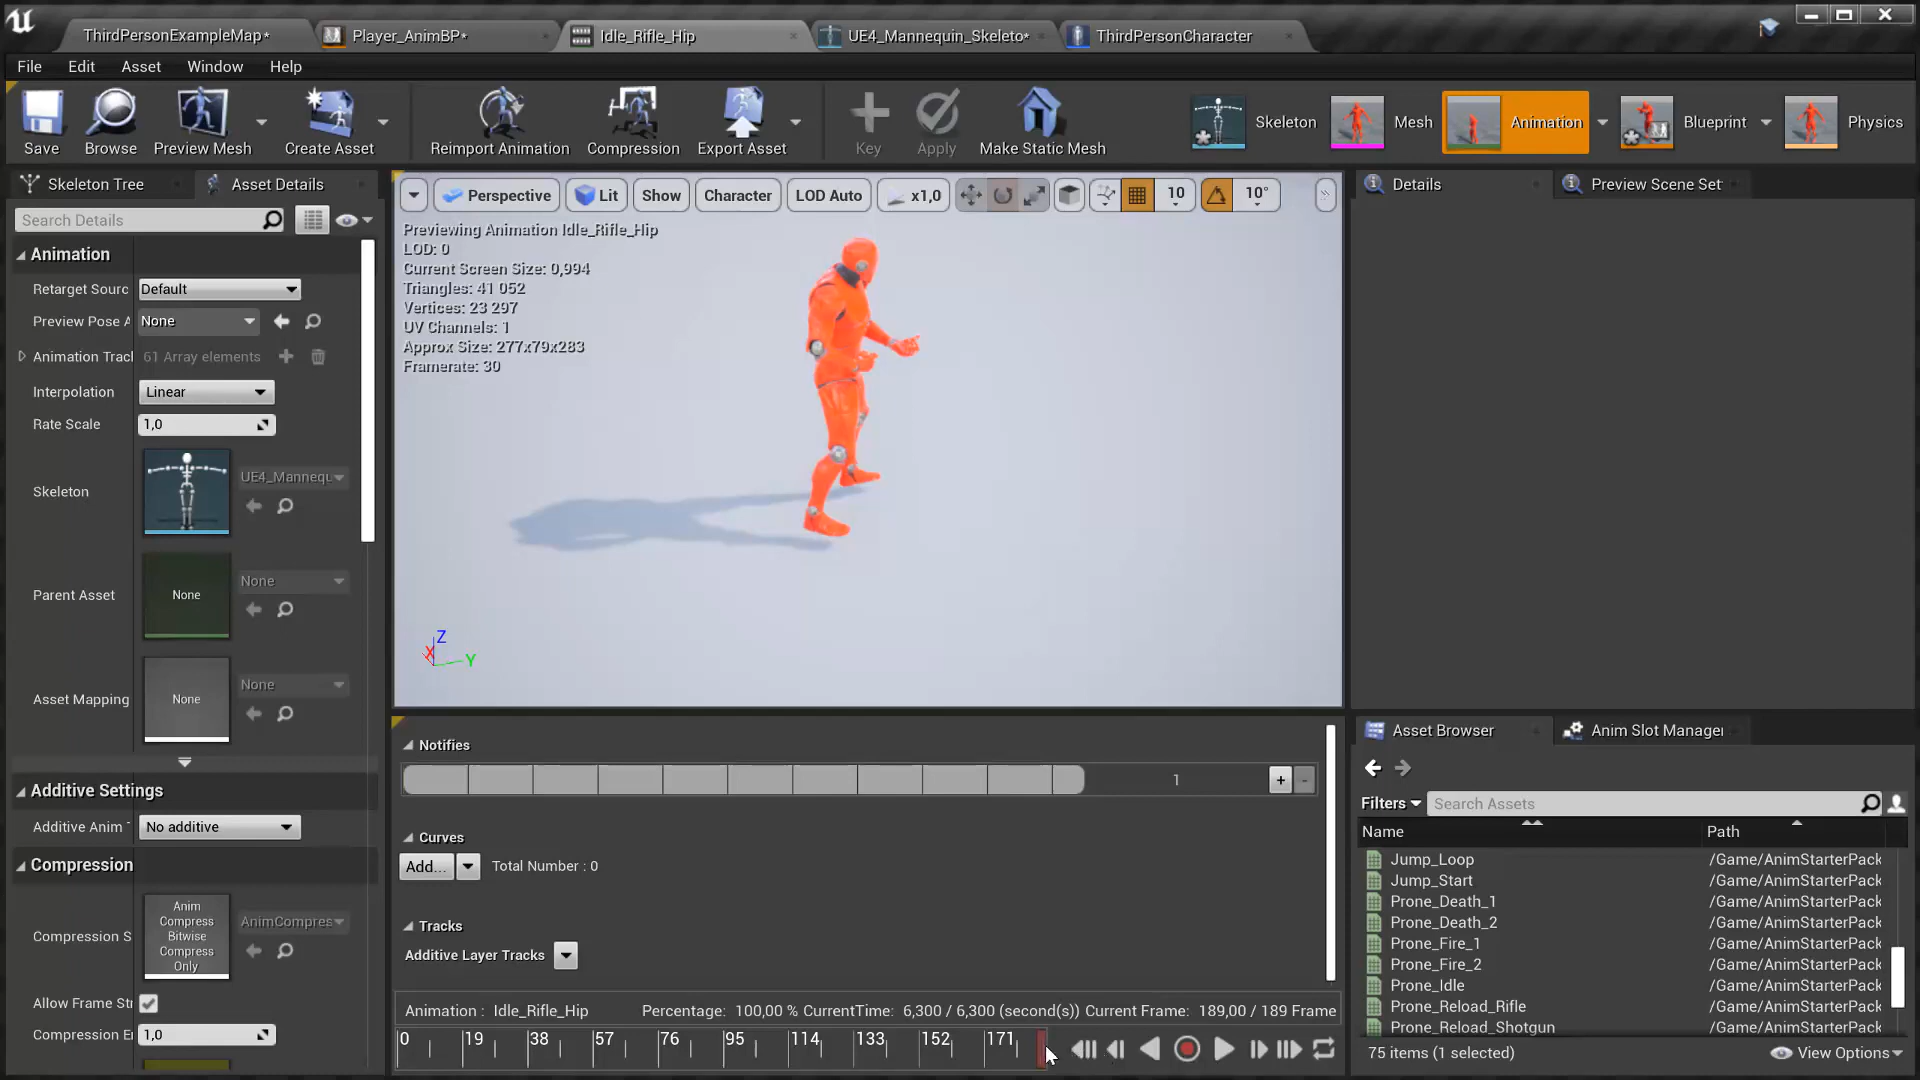 ThirdPersonExampleMap*
Player_AnimBP*
Idle_Rifle_Hip
UE4_Mannequin_Skeleto*
ThirdPersonCharacter
File
Edit
Asset
Window
Help
Save
Browse
Preview Mesh
Create Asset
Reimport Animation
Compression
Export Asset
Key
Apply
Make Static Mesh
Skeleton
Mesh
Animation
Blueprint
Physics
Skeleton Tree
Asset Details
Search Details
Animation
Retarget Sourc
Default
Preview Pose A
None
Animation Track
61 Array elements
Interpolation
Linear
Rate Scale
1,0
Skeleton
UE4_Mannequ
Parent Asset
None
None
Asset Mapping
None
None
Additive Settings
Additive Anim T
No additive
Compression
Compression S
Anim
Compress
Bitwise
Compress
Only
AnimCompres
Allow Frame Str
Compression Er
1,0
Perspective
Lit
Show
Character
LOD Auto
x1,0
10
10°
Previewing Animation Idle_Rifle_Hip
LOD: 0
Current Screen Size: 0,994
Triangles: 41 052
Vertices: 23 297
UV Channels: 1
Approx Size: 277x79x283
Framerate: 30
Z
X
Y
Notifies
1
+
-
Curves
Add...
Total Number : 0
Tracks
Additive Layer Tracks
Animation : Idle_Rifle_Hip
Percentage: 100,00 % CurrentTime: 6,300 / 6,300 (second(s)) Current Frame: 189,00 / 189 Frame
0
19
38
57
76
95
114
133
152
171
Details
Preview Scene Set
Asset Browser
Anim Slot Manager
Filters
Search Assets
Name
Path
Jump_Loop /Game/AnimStarterPack
Jump_Start /Game/AnimStarterPack
Prone_Death_1 /Game/AnimStarterPack
Prone_Death_2 /Game/AnimStarterPack
Prone_Fire_1 /Game/AnimStarterPack
Prone_Fire_2 /Game/AnimStarterPack
Prone_Idle /Game/AnimStarterPack
Prone_Reload_Rifle /Game/AnimStarterPack
Prone_Reload_Shotgun /Game/AnimStarterPack
75 items (1 selected)
View Options